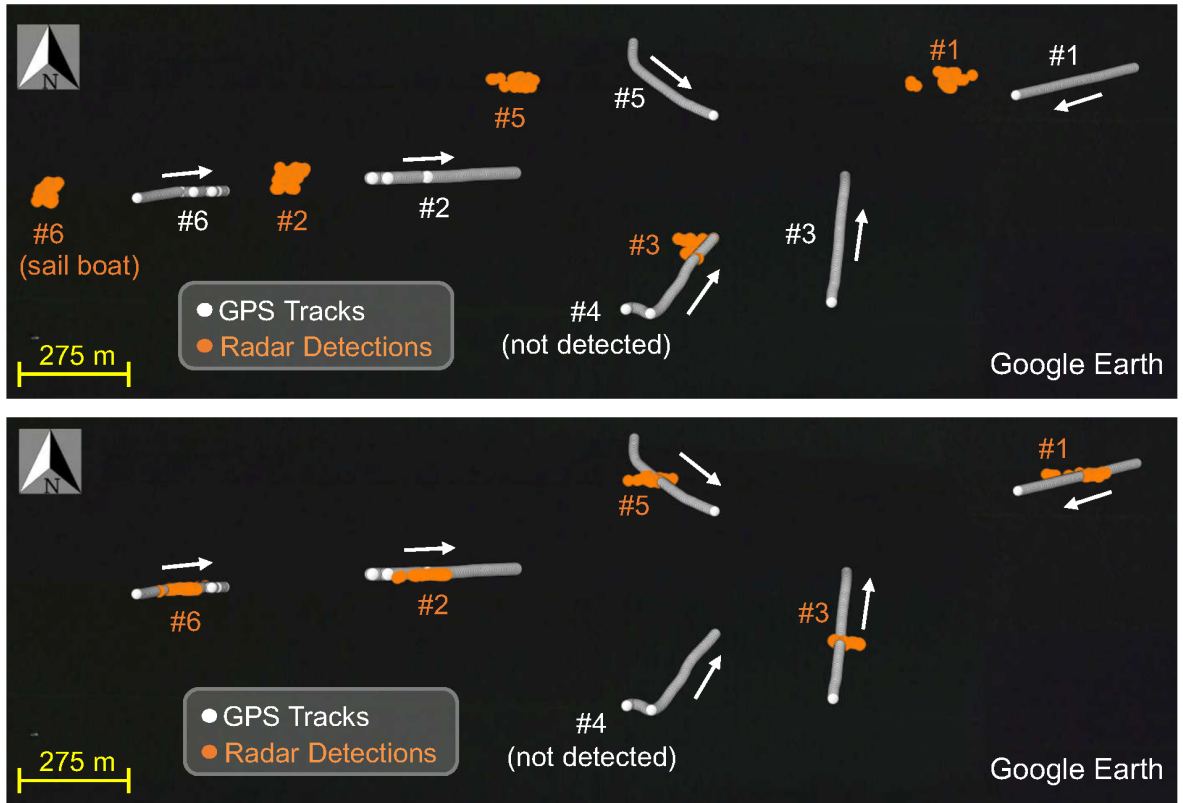 N
#1
#1
#5
#5
#6
(sail boat)
#6
#2
#2
#3
#3
#4
(not detected)
GPS Tracks
Radar Detections
275 m
Google Earth
N
#1
#5
#6
#2
#3
#4
(not detected)
GPS Tracks
Radar Detections
275 m
Google Earth